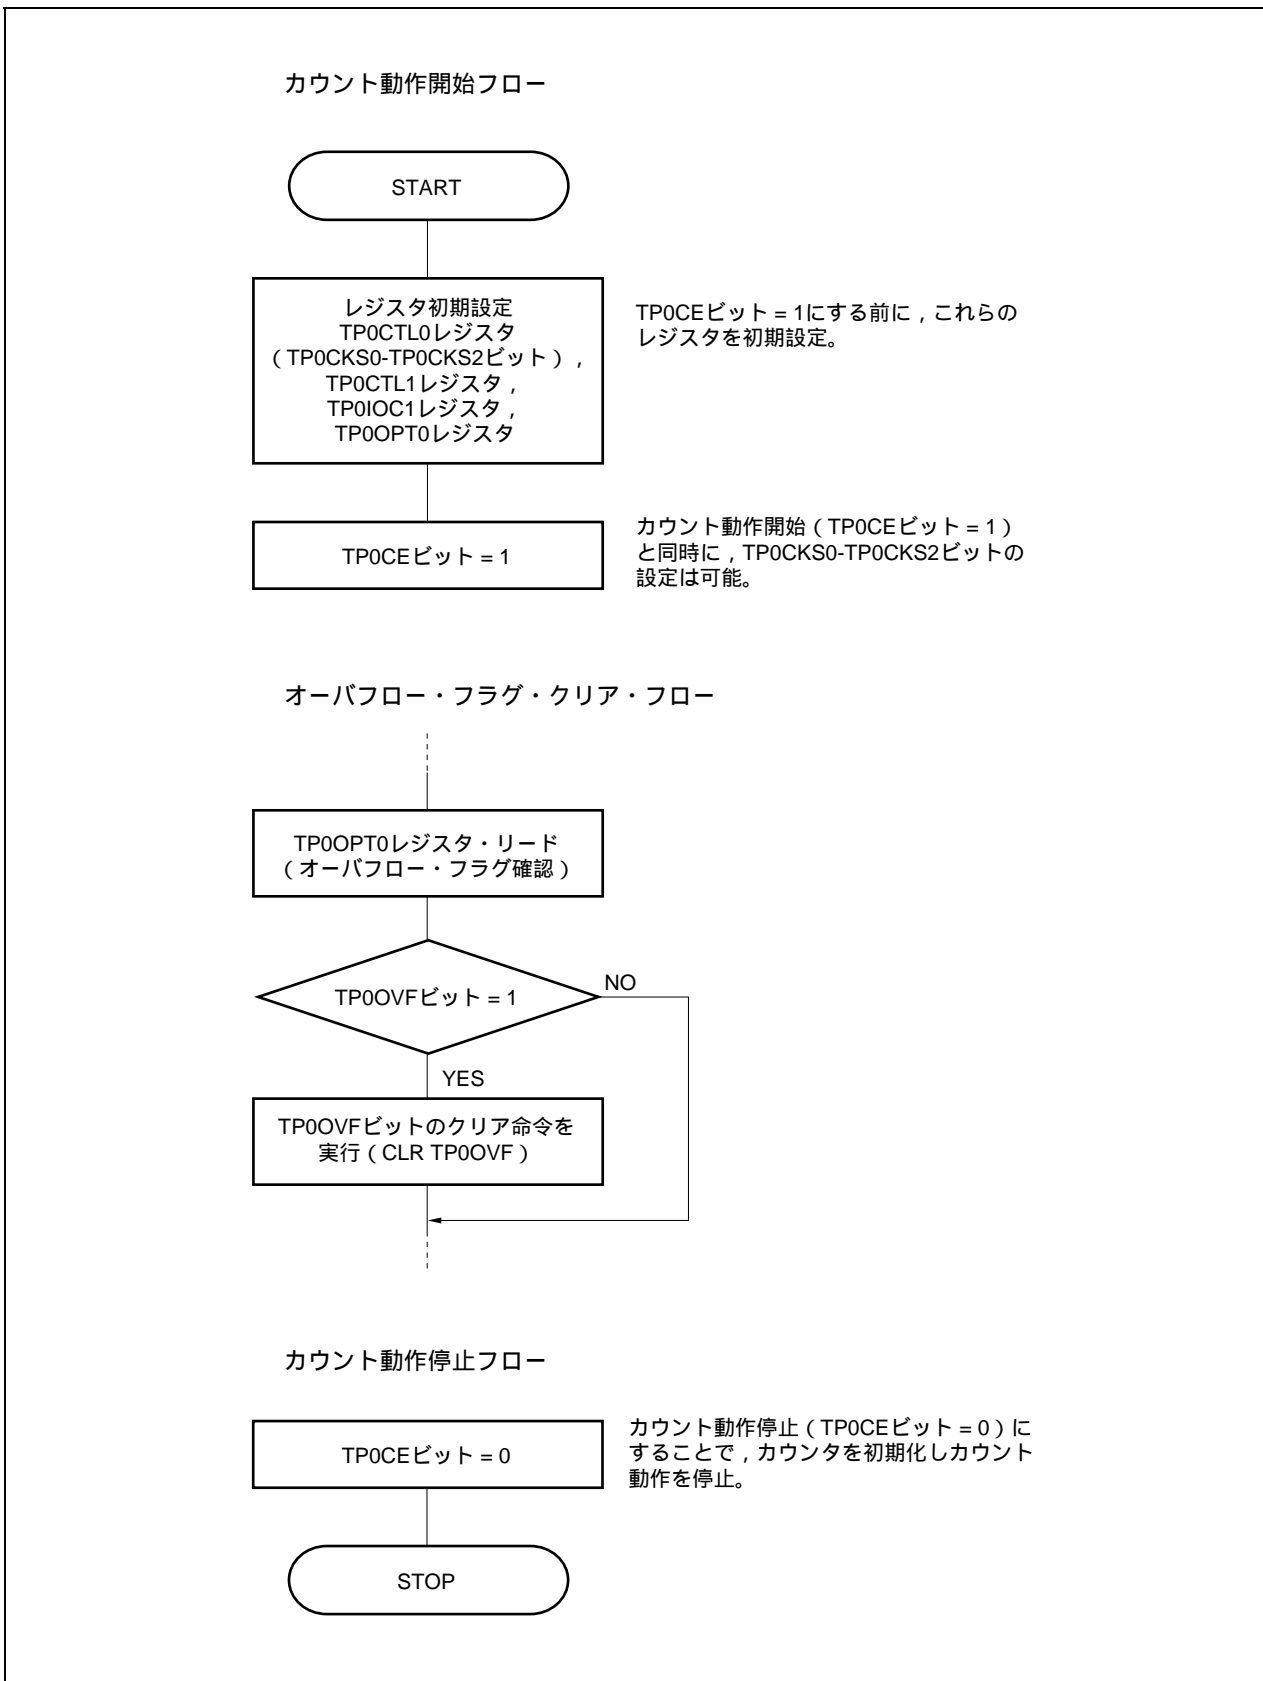 カウント動作開始フロー
START
レジスタ初期設定
TP0CTL0レジスタ
（TP0CKS0-TP0CKS2ビット），
TP0CTL1レジスタ，
TP0IOC1レジスタ，
TP0OPT0レジスタ
TP0CEビット = 1にする前に，これらの
レジスタを初期設定。
TP0CEビット = 1
カウント動作開始（TP0CEビット = 1）
と同時に，TP0CKS0-TP0CKS2ビットの
設定は可能。
オーバフロー・フラグ・クリア・フロー
TP0OPT0レジスタ・リード
（オーバフロー・フラグ確認）
TP0OVFビット = 1
NO
YES
TP0OVFビットのクリア命令を
実行（CLR TP0OVF）
カウント動作停止フロー
TP0CEビット = 0
カウント動作停止（TP0CEビット = 0）に
することで，カウンタを初期化しカウント
動作を停止。
STOP